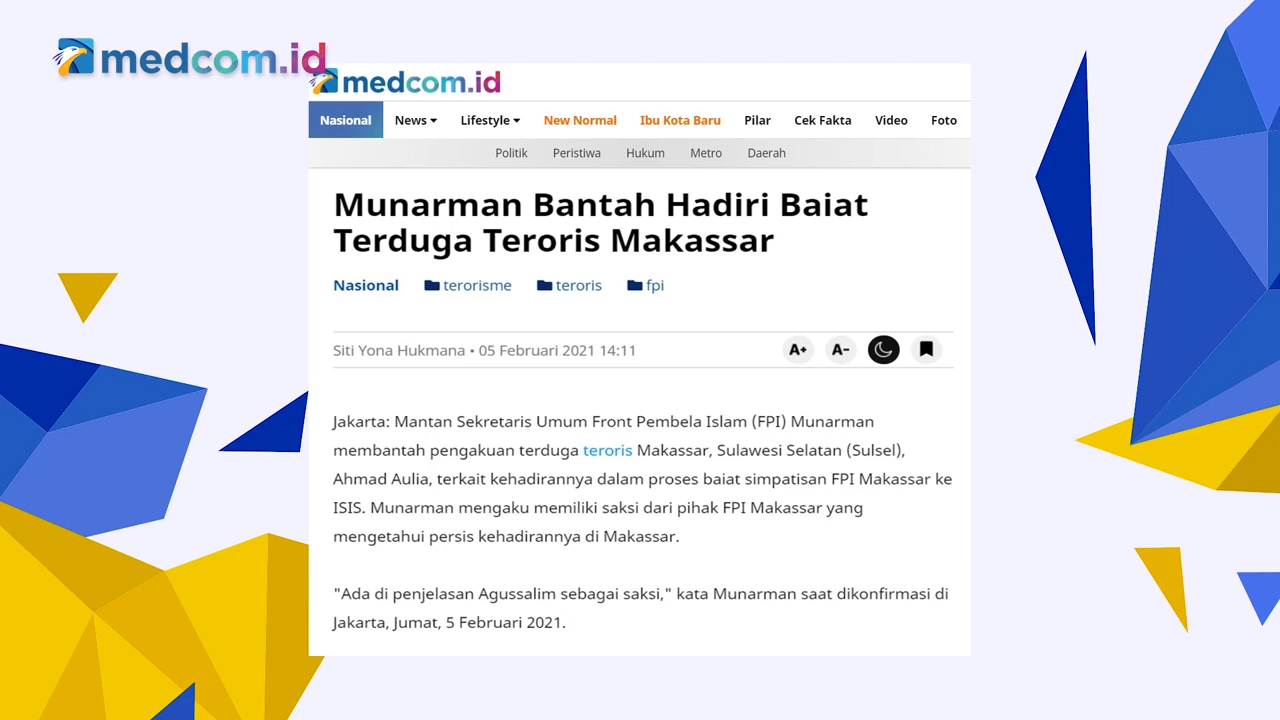 medcom.id
medcom.id
Nasional News Lifestyle New Normal Ibu Kota Baru Pilar Cek Fakta Video Foto
Politik Peristiwa Hukum Metro Daerah
Munarman Bantah Hadiri Baiat
Terduga Teroris Makassar
Nasional terorisme teroris fpi
Siti Yona Hukmana • 05 Februari 2021 14:11 A+ A-
Jakarta: Mantan Sekretaris Umum Front Pembela Islam (FPI) Munarman
membantah pengakuan terduga teroris Makassar, Sulawesi Selatan (Sulsel),
Ahmad Aulia, terkait kehadirannya dalam proses baiat simpatisan FPI Makassar ke
ISIS. Munarman mengaku memiliki saksi dari pihak FPI Makassar yang
mengetahui persis kehadirannya di Makassar.
"Ada di penjelasan Agussalim sebagai saksi," kata Munarman saat dikonfirmasi di
Jakarta, Jumat, 5 Februari 2021.